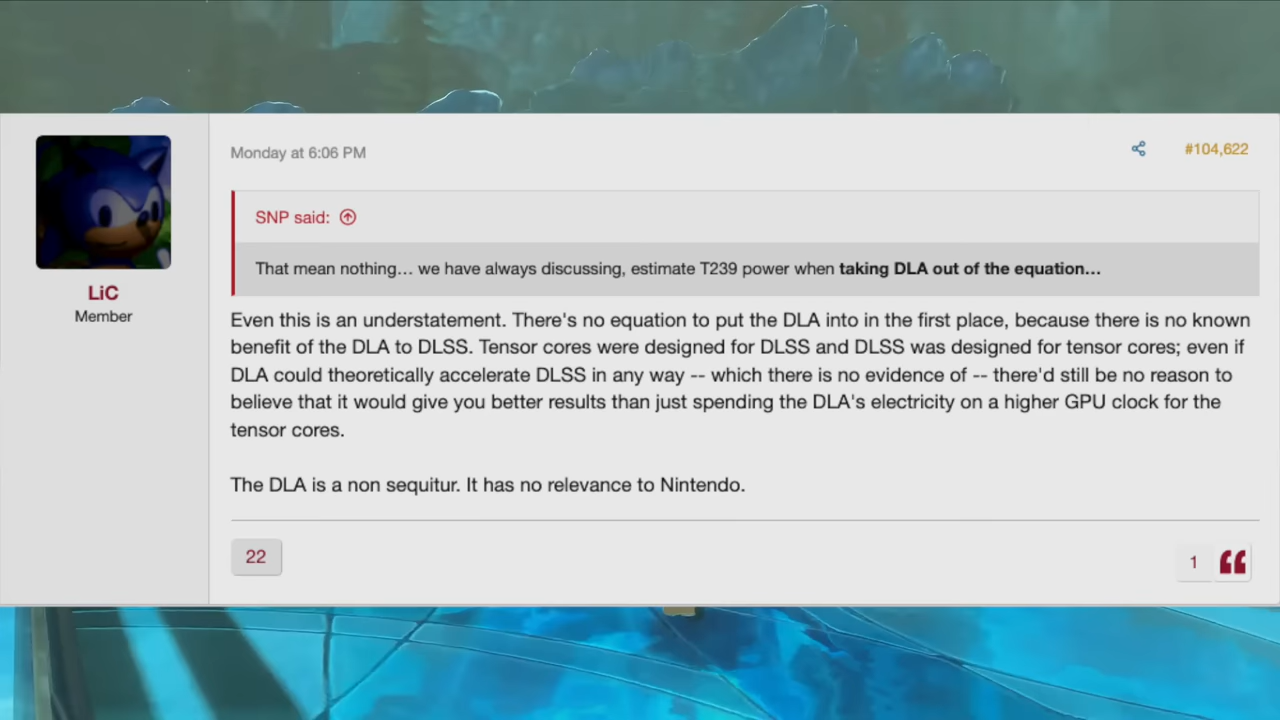 Monday at 6:06 PM
#104,622
LiC
Member
SNP said:
That mean nothing... we have always discussing, estimate T239 power when taking DLA out of the equation...
Even this is an understatement. There's no equation to put the DLA into in the first place, because there is no known
benefit of the DLA to DLSS. Tensor cores were designed for DLSS and DLSS was designed for tensor cores; even if
DLA could theoretically accelerate DLSS in any way -- which there is no evidence of -- there'd still be no reason to
believe that it would give you better results than just spending the DLA's electricity on a higher GPU clock for the
tensor cores.
The DLA is a non sequitur. It has no relevance to Nintendo.
22
1